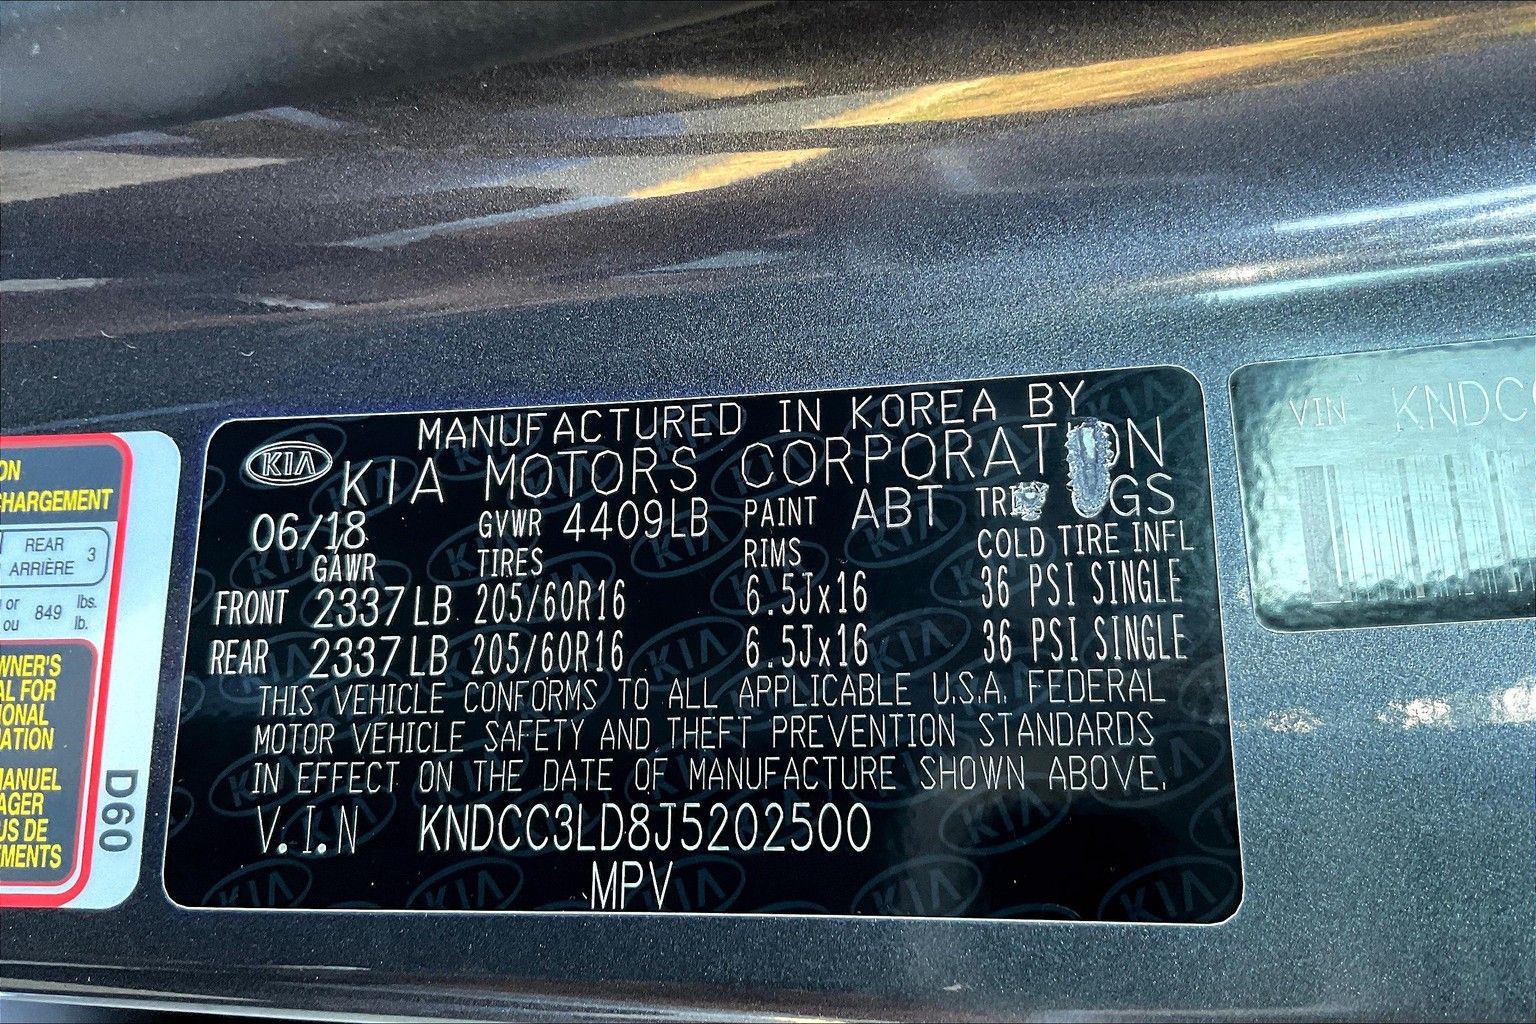 MANUFACTURED IN KOREA BY
KIA
KIA MOTORS CORPORATION
06/18 GVWR 4409LB PAINT ABT GS
GAWR TIRES RIMS COLD TIRE INFL
FRONT 2337LB 205/60R16 6.5Jx16 36 PSI SINGLE
REAR 2337LB 205/60R16 6.5Jx16 36 PSI SINGLE
THIS VEHICLE CONFORMS TO ALL APPLICABLE U.S.A. FEDERAL
MOTOR VEHICLE SAFETY AND THEFT PREVENTION STANDARDS
IN EFFECT ON THE DATE OF MANUFACTURE SHOWN ABOVE.
V.I.N KNDCC3LD8J5202500
MPV
ON
CHARGEMENT
REAR 3
ARRIÈRE
or 849 lbs.
ou lb.
WNER'S
AL FOR
IONAL
MATION
MANUEL
AGER
US DE
EMENTS
D60
VIN KNDC